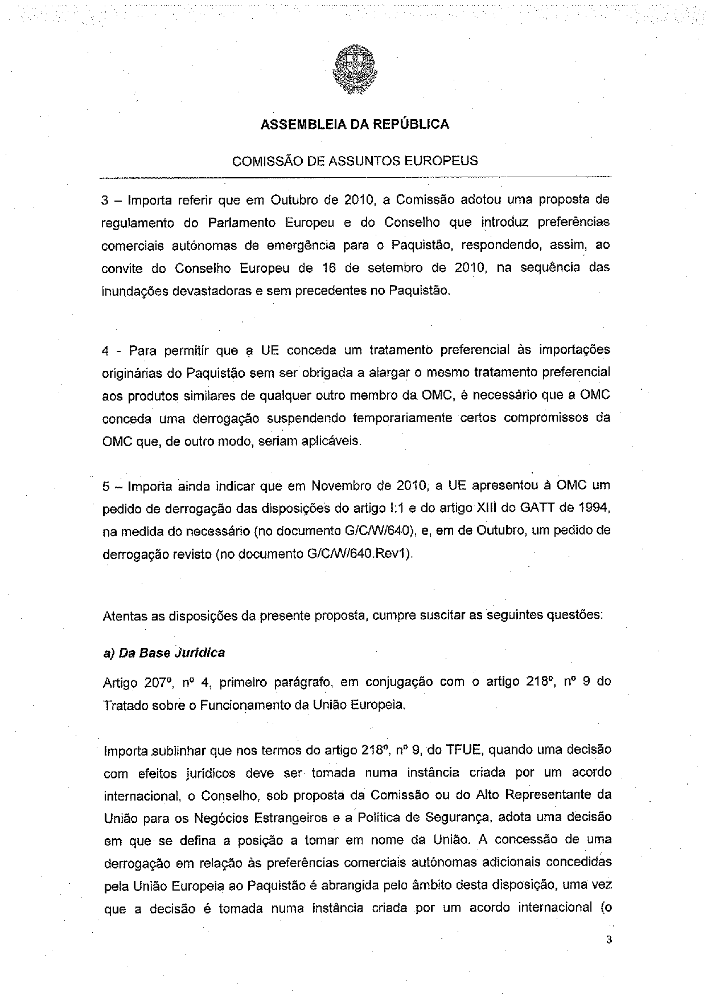 ASSEMBLEIA DA REPÚBLICA
COMISSÃO DE ASSUNTOS EUROPEUS
3 – Importa referir que em Outubro de 2010, a Comissão adotou uma proposta de
regulamento do Parlamento Europeu e do Conselho que introduz preferências
comerciais autónomas de emergência para o Paquistão, respondendo, assim, ao
convite do Conselho Europeu de 16 de setembro de 2010, na sequência das
inundações devastadoras e sem precedentes no Paquistão.
4 - Para permitir que a UE conceda um tratamento preferencial às importações
originárias do Paquistão sem ser obrigada a alargar o mesmo tratamento preferencial
aos produtos similares de qualquer outro membro da OMC, é necessário que a OMC
conceda uma derrogação suspendendo temporariamente certos compromissos da
OMC que, de outro modo, seriam aplicáveis.
5 – Importa ainda indicar que em Novembro de 2010, a UE apresentou à OMC um
pedido de derrogação das disposições do artigo I:1 e do artigo XIII do GATT de 1994,
na medida do necessário (no documento G/C/W/640), e, em de Outubro, um pedido de
derrogação revisto (no documento G/C/W/640.Rev1).
Atentas as disposições da presente proposta, cumpre suscitar as seguintes questões:
a) Da Base Jurídica
Artigo 207º, nº 4, primeiro parágrafo, em conjugação com o artigo 218º, nº 9 do
Tratado sobre o Funcionamento da União Europeia.
Importa sublinhar que nos termos do artigo 218º, nº 9, do TFUE, quando uma decisão
com efeitos jurídicos deve ser tomada numa instância criada por um acordo
internacional, o Conselho, sob proposta da Comissão ou do Alto Representante da
União para os Negócios Estrangeiros e a Política de Segurança, adota uma decisão
em que se defina a posição a tomar em nome da União. A concessão de uma
derrogação em relação às preferências comerciais autónomas adicionais concedidas
pela União Europeia ao Paquistão é abrangida pelo âmbito desta disposição, uma vez
que a decisão é tomada numa instância criada por um acordo internacional (o
3